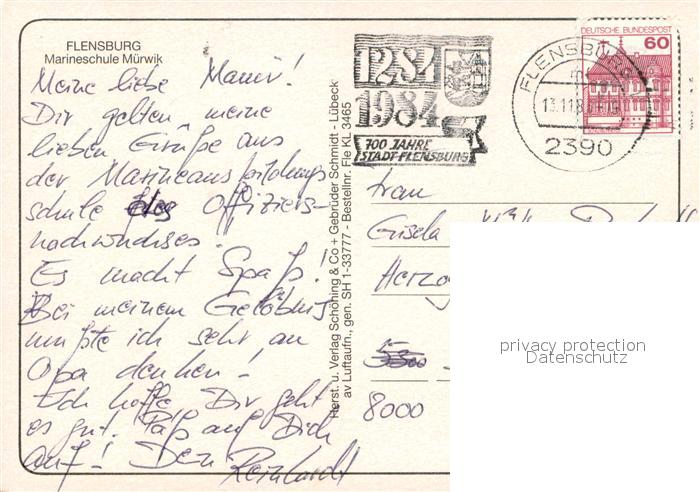 FLENSBURG
Marineschule Mürwik
Meine liebe Mami!
Dir gelten meine
lieben Grüße aus
der Marineausbildungs
schule des Offiziers-
nachwuchses.
Es macht Spaß!
Bei meinem Gelöbnis
mußte ich sehr an
Opa denken!
Ich hoffe, Dir geht
es gut. Paß auf Dich
auf! Dein Reinhardt
Herst. u. Verlag Schöning & Co + Gebrüder Schmidt - Lübeck
av Luftaufn., gen. SH 1-33777 - Bestellnr. Fle KL 3465
1284
1984
700 JAHRE
STADT FLENSBURG
FLENSBURG
13.11.8
2390
DEUTSCHE BUNDESPOST
60
Frau
Gisela
Herzog
5300
8000
privacy protection
Datenschutz